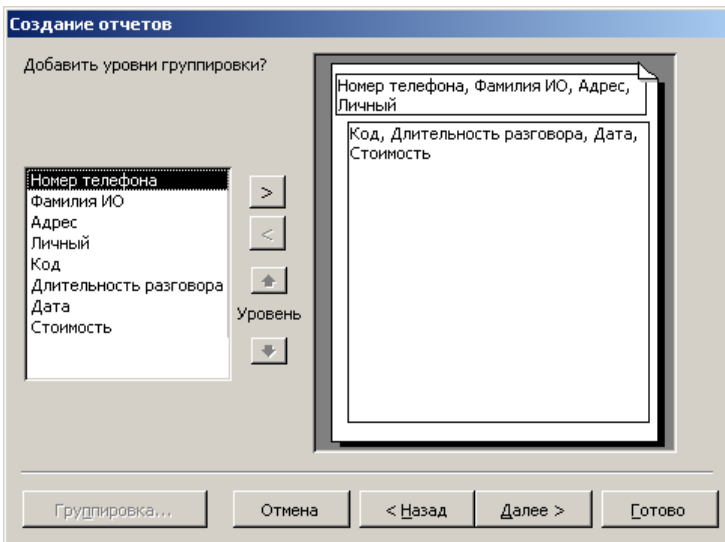 Создание отчетов
Добавить уровни группировки?
Номер телефона
Фамилия ИО
Адрес
Личный
Код
Длительность разговора
Дата
Стоимость
>
<
Уровень
Номер телефона, Фамилия ИО, Адрес,
Личный
Код, Длительность разговора, Дата,
Стоимость
Группировка...
Отмена
< Назад
Далее >
Готово